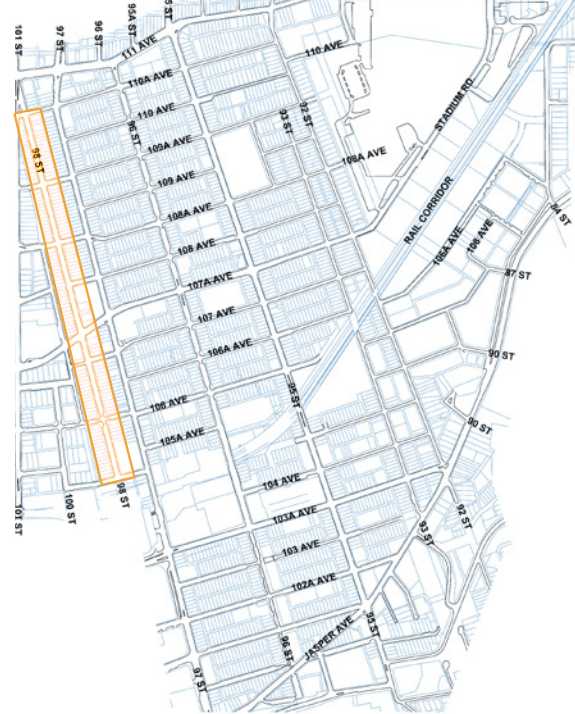 101 ST
97 ST
96 ST
95A ST
95 ST
111 AVE
110 AVE
110A AVE
110 AVE
96 ST
93 ST
92 ST
STADIUM RD
98 ST
109A AVE
109 AVE
108A AVE
108A AVE
84 ST
RAIL CORRIDOR
106A AVE
106 AVE
108 AVE
107A AVE
87 ST
107 AVE
106A AVE
90 ST
106 AVE
95 ST
105A AVE
90 ST
104 AVE
98 ST
100 ST
101 ST
103A AVE
92 ST
93 ST
103 AVE
102A AVE
95 ST
JASPER AVE
96 ST
97 ST